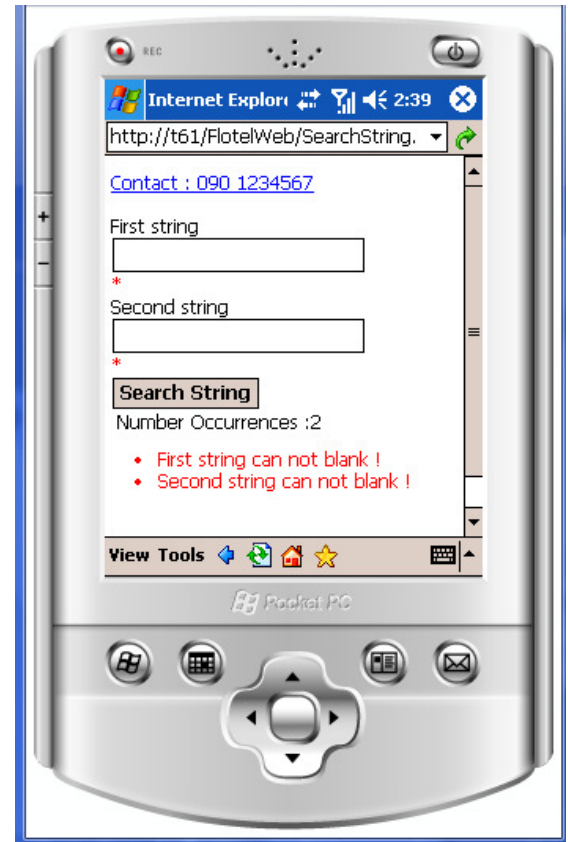 REC
Internet Explor 2:39
http://t61/FlotelWeb/SearchString.
Contact : 090 1234567
First string
*
Second string
*
Search String
Number Occurrences :2
First string can not blank !
Second string can not blank !
View Tools
Pocket PC
+
-